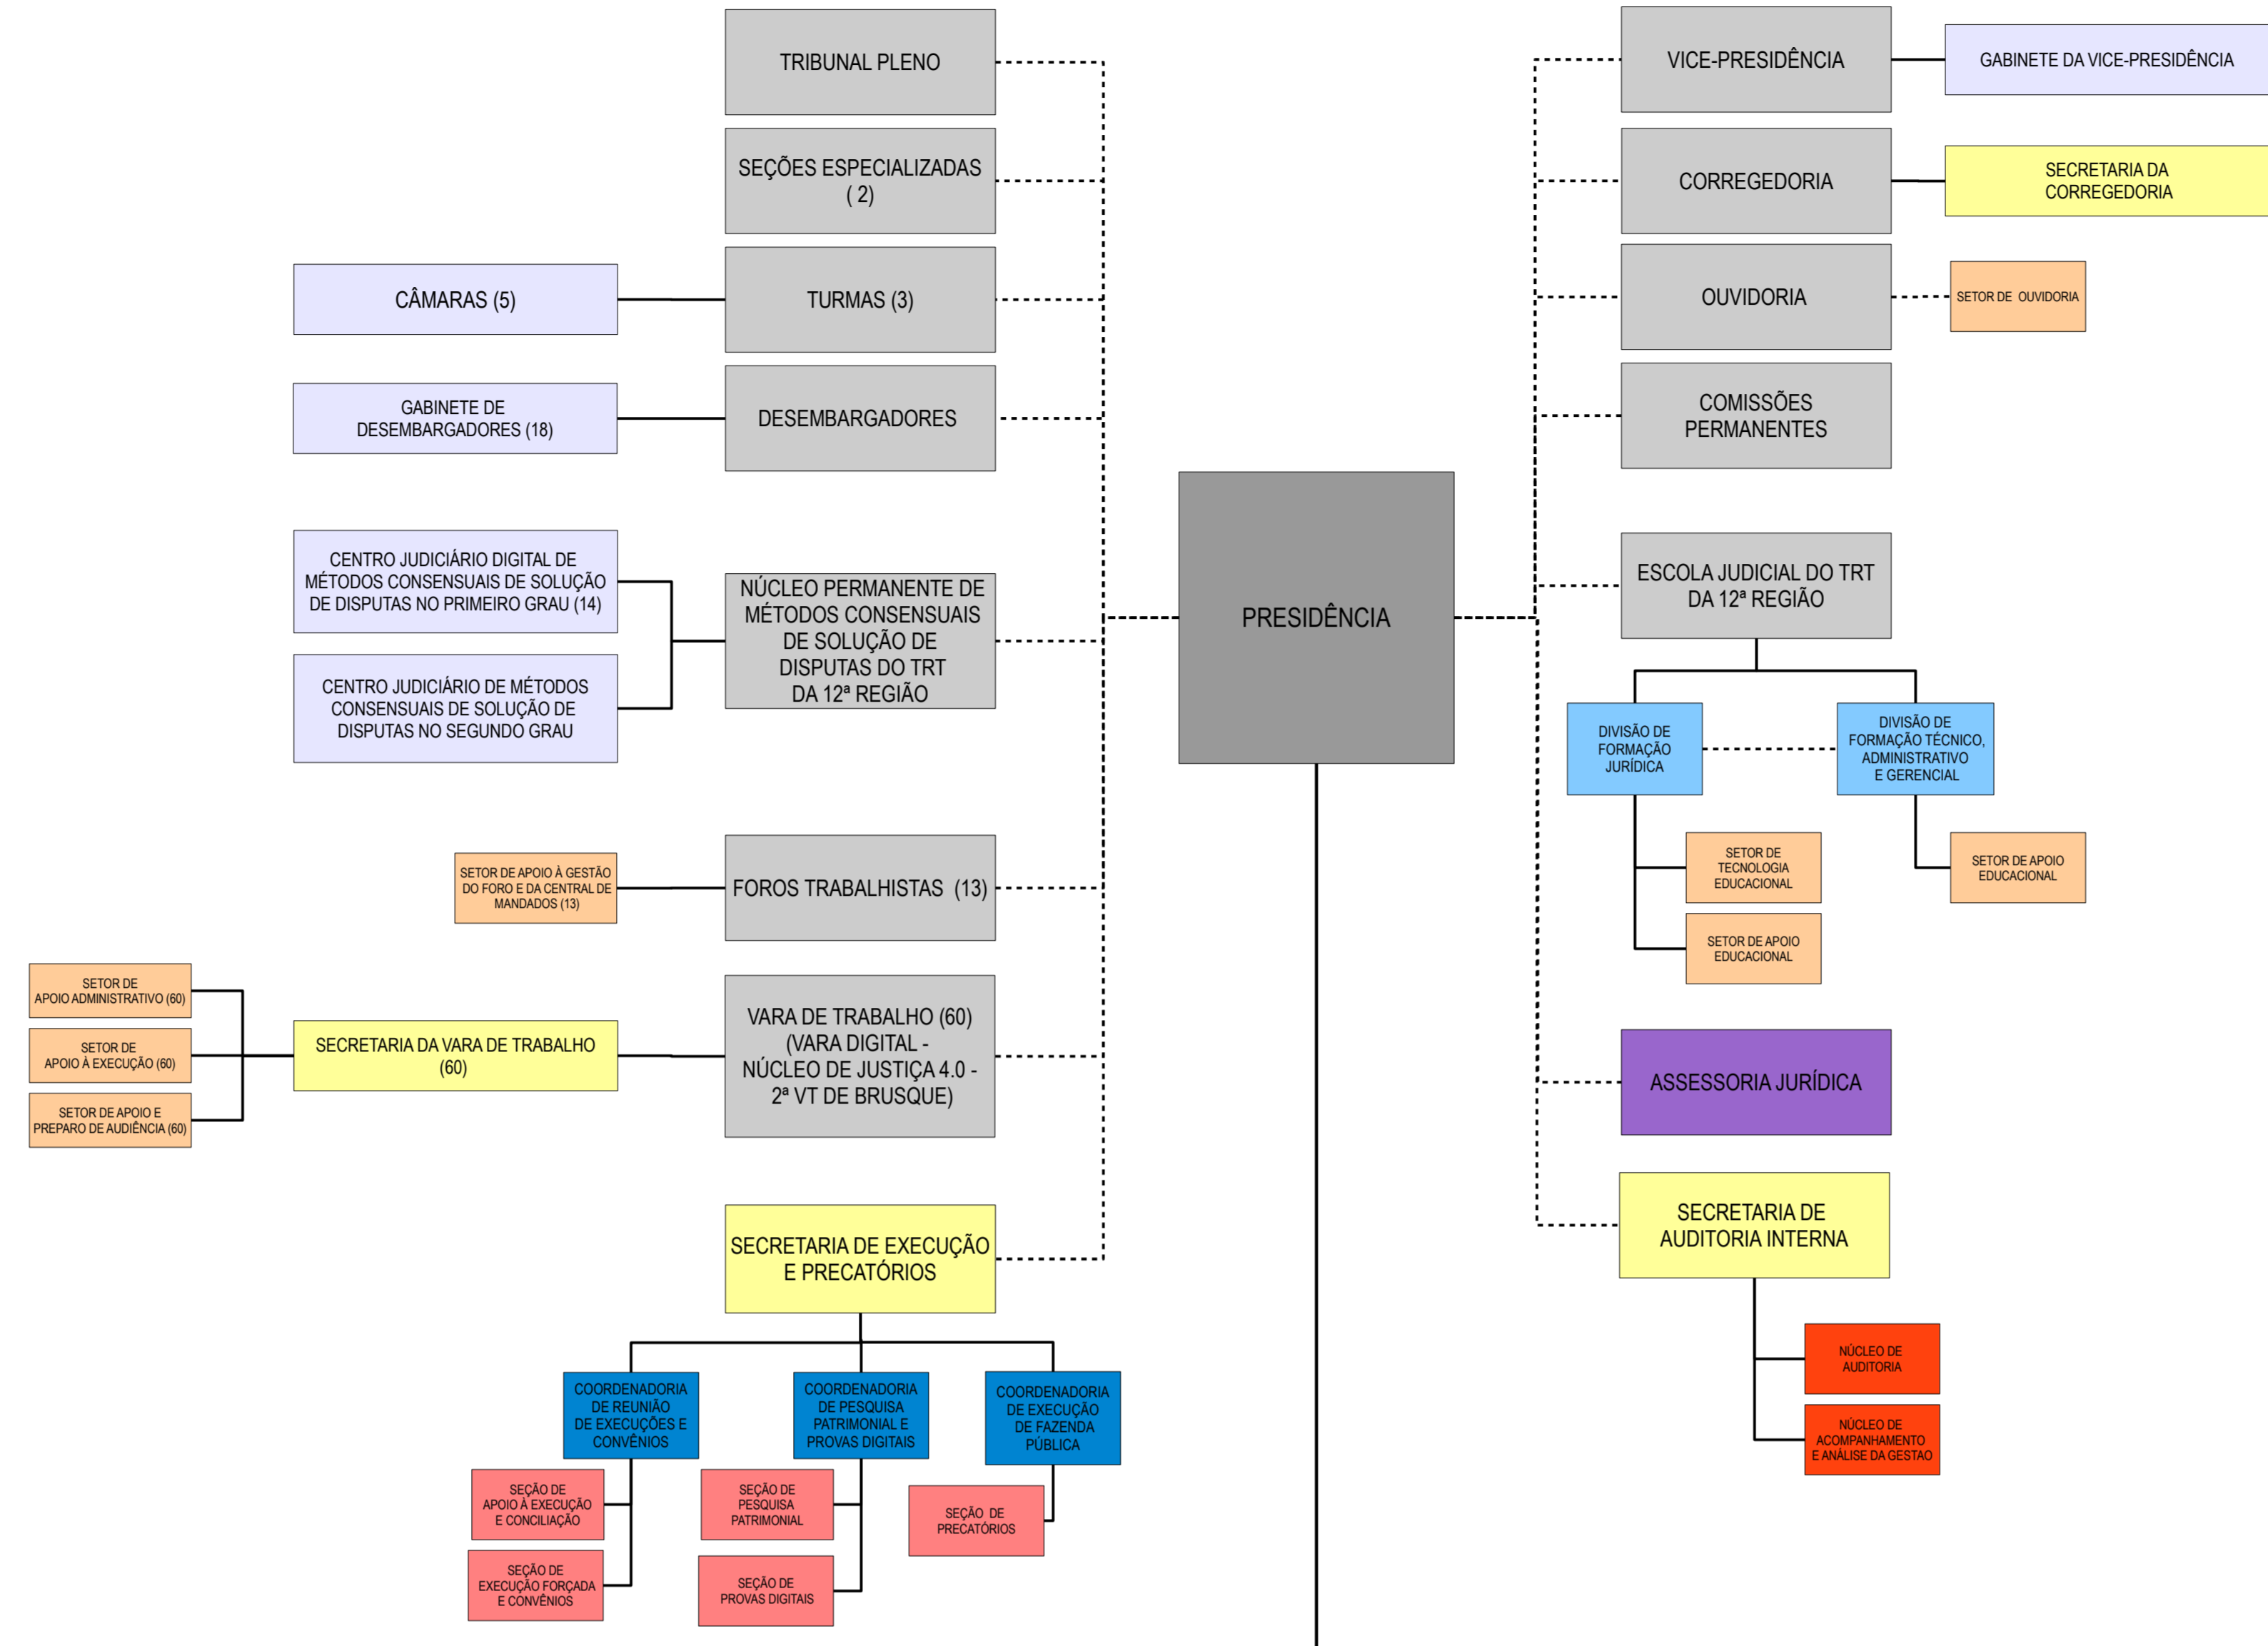 TRIBUNAL PLENO
SEÇÕES ESPECIALIZADAS
( 2)
CÂMARAS (5)
TURMAS (3)
GABINETE DE
DESEMBARGADORES (18)
DESEMBARGADORES
CENTRO JUDICIÁRIO DIGITAL DE
MÉTODOS CONSENSUAIS DE SOLUÇÃO
DE DISPUTAS NO PRIMEIRO GRAU (14)
CENTRO JUDICIÁRIO DE MÉTODOS
CONSENSUAIS DE SOLUÇÃO DE
DISPUTAS NO SEGUNDO GRAU
NÚCLEO PERMANENTE DE
MÉTODOS CONSENSUAIS
DE SOLUÇÃO DE
DISPUTAS DO TRT
DA 12ª REGIÃO
SETOR DE APOIO À GESTÃO
DO FORO E DA CENTRAL DE
MANDADOS (13)
FOROS TRABALHISTAS (13)
SETOR DE
APOIO ADMINISTRATIVO (60)
SETOR DE
APOIO À EXECUÇÃO (60)
SETOR DE APOIO E
PREPARO DE AUDIÊNCIA (60)
SECRETARIA DA VARA DE TRABALHO
(60)
VARA DE TRABALHO (60)
(VARA DIGITAL -
NÚCLEO DE JUSTIÇA 4.0 -
2ª VT DE BRUSQUE)
SECRETARIA DE EXECUÇÃO
E PRECATÓRIOS
COORDENADORIA
DE REUNIÃO
DE EXECUÇÕES E
CONVÊNIOS
SEÇÃO DE
APOIO À EXECUÇÃO
E CONCILIAÇÃO
SEÇÃO DE
EXECUÇÃO FORÇADA
E CONVÊNIOS
COORDENADORIA
DE PESQUISA
PATRIMONIAL E
PROVAS DIGITAIS
SEÇÃO DE
PESQUISA
PATRIMONIAL
SEÇÃO DE
PROVAS DIGITAIS
COORDENADORIA
DE EXECUÇÃO
DE FAZENDA
PÚBLICA
SEÇÃO DE
PRECATÓRIOS
PRESIDÊNCIA
VICE-PRESIDÊNCIA
GABINETE DA VICE-PRESIDÊNCIA
CORREGEDORIA
SECRETARIA DA
CORREGEDORIA
OUVIDORIA
SETOR DE OUVIDORIA
COMISSÕES
PERMANENTES
ESCOLA JUDICIAL DO TRT
DA 12ª REGIÃO
DIVISÃO DE
FORMAÇÃO
JURÍDICA
SETOR DE
TECNOLOGIA
EDUCACIONAL
SETOR DE APOIO
EDUCACIONAL
DIVISÃO DE
FORMAÇÃO TÉCNICO,
ADMINISTRATIVO
E GERENCIAL
SETOR DE APOIO
EDUCACIONAL
ASSESSORIA JURÍDICA
SECRETARIA DE
AUDITORIA INTERNA
NÚCLEO DE
AUDITORIA
NÚCLEO DE
ACOMPANHAMENTO
E ANÁLISE DA GESTAO